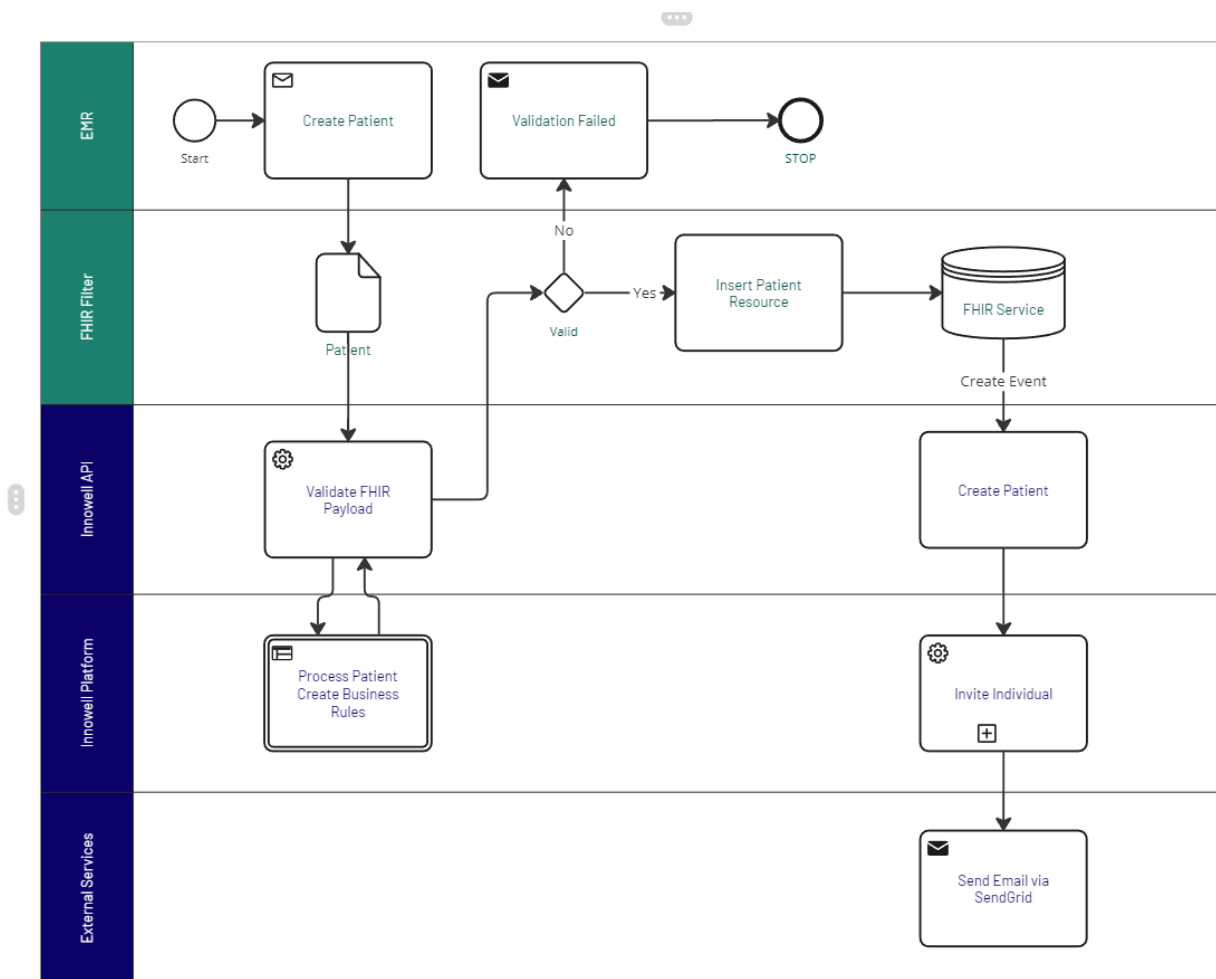 EMR
Start
Create Patient
Validation Failed
STOP
FHIR Filter
Patient
No
Valid
Yes
Insert Patient
Resource
FHIR Service
Create Event
Innowell API
Validate FHIR
Payload
Create Patient
Innowell Platform
Process Patient
Create Business
Rules
Invite Individual
External Services
Send Email via
SendGrid